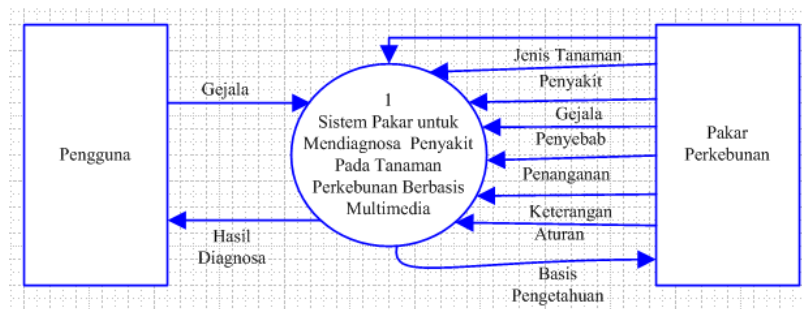 Pengguna
Gejala
Hasil
Diagnosa
1
Sistem Pakar untuk
Mendiagnosa Penyakit
Pada Tanaman
Perkebunan Berbasis
Multimedia
Jenis Tanaman
Penyakit
Gejala
Penyebab
Penanganan
Keterangan
Aturan
Basis
Pengetahuan
Pakar
Perkebunan